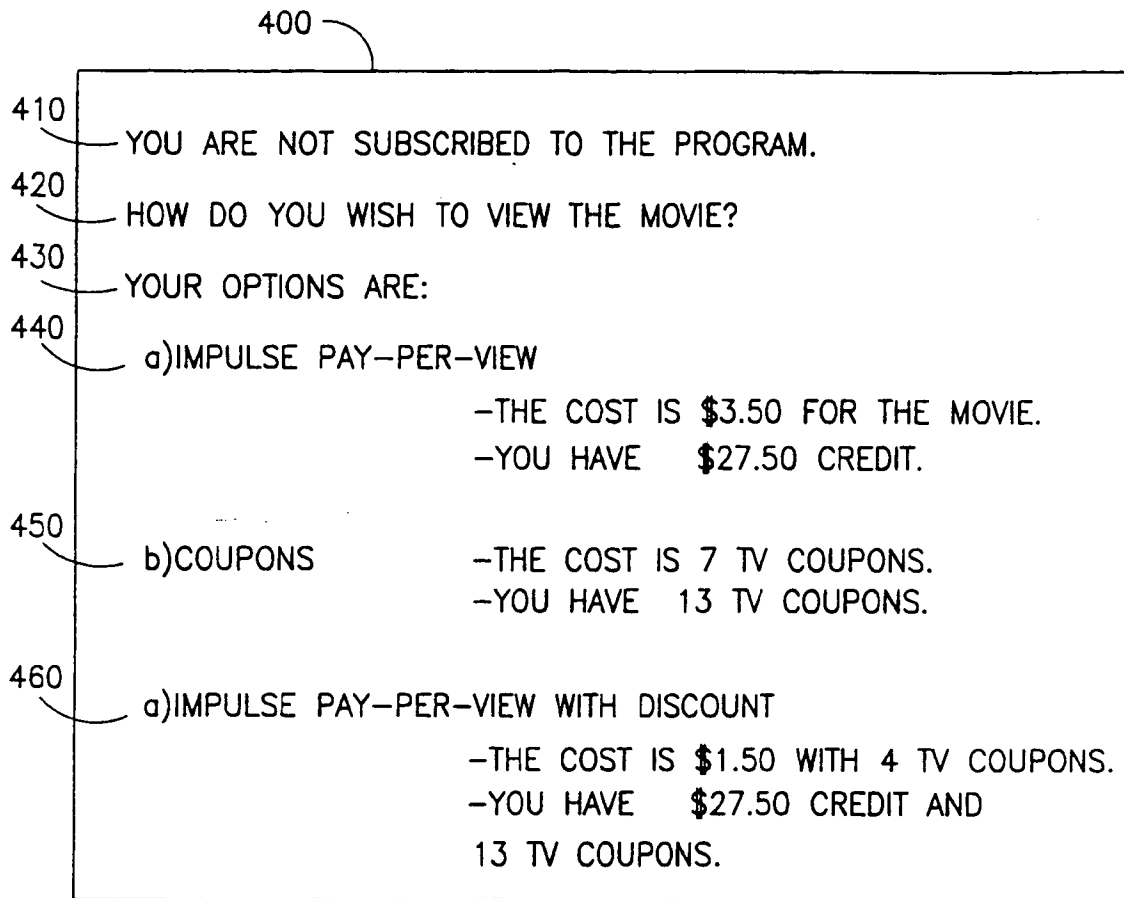 400
410
YOU ARE NOT SUBSCRIBED TO THE PROGRAM.
420
HOW DO YOU WISH TO VIEW THE MOVIE?
430
YOUR OPTIONS ARE:
440
a)IMPULSE PAY-PER-VIEW
-THE COST IS $3.50 FOR THE MOVIE.
-YOU HAVE $27.50 CREDIT.
450
b)COUPONS -THE COST IS 7 TV COUPONS.
-YOU HAVE 13 TV COUPONS.
460
a)IMPULSE PAY-PER-VIEW WITH DISCOUNT
-THE COST IS $1.50 WITH 4 TV COUPONS.
-YOU HAVE $27.50 CREDIT AND
13 TV COUPONS.